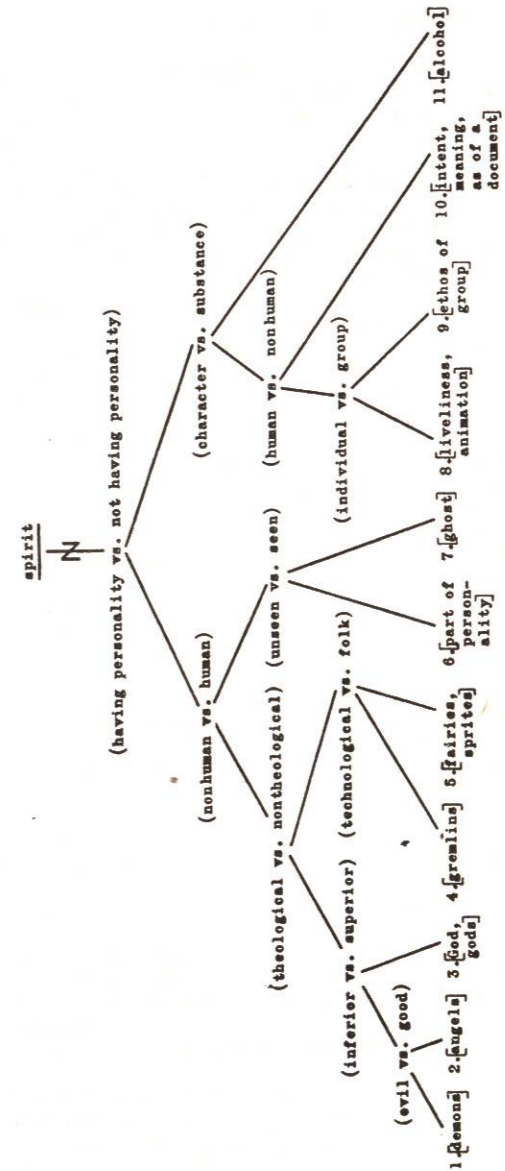 spirit
N
(having personality vs. not having personality)
(nonhuman vs. human)
(character vs. substance)
(theological vs. nontheological)
(unseen vs. seen)
(human vs. nonhuman)
(inferior vs. superior)
(technological vs. folk)
(individual vs. group)
(evil vs. good)
1.[demons]
2.[angels]
3.[God,
gods]
4.[gremlins]
5.[fairies,
sprites]
6.[part of
person-
ality]
7.[ghost]
8.[liveliness,
animation]
9.[ethos of
group]
10.[intent,
meaning,
as of a
document]
11.[alcohol]